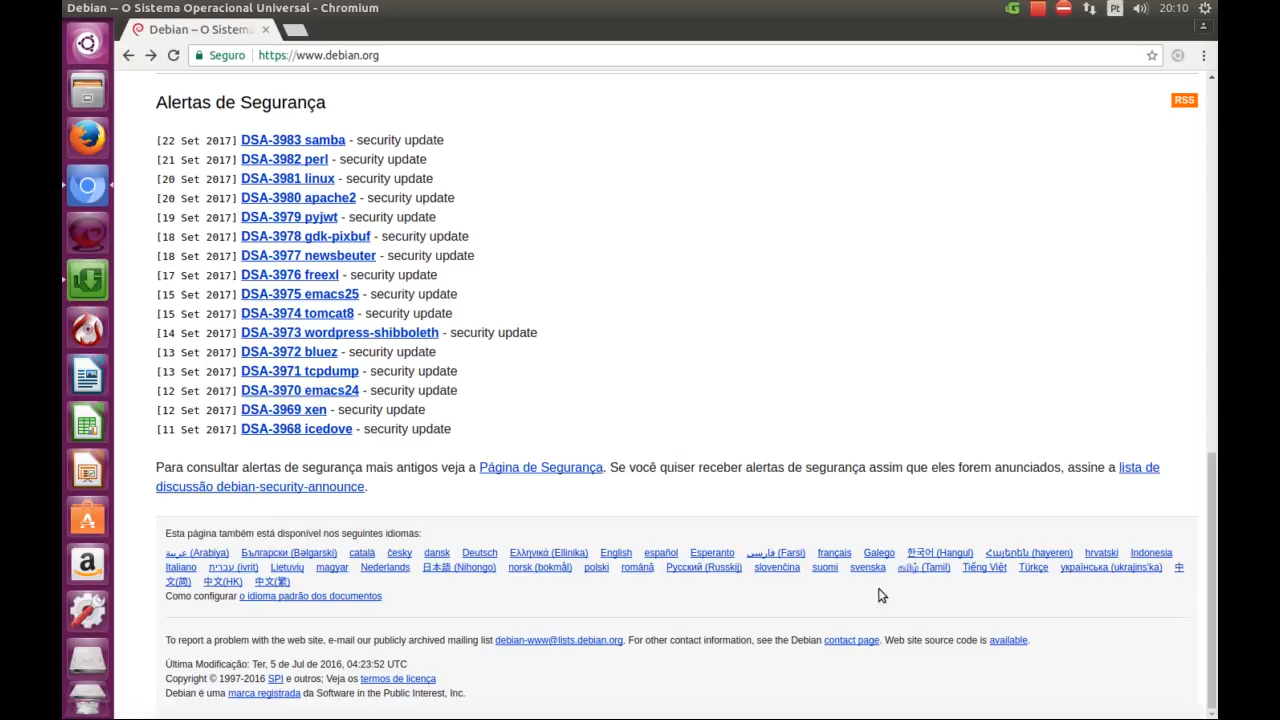 Debian -- O Sistema Operacional Universal - Chromium
Pt
20:10
Debian – O Sistema
Seguro
https://www.debian.org
Alertas de Segurança
RSS
[22 Set 2017] DSA-3983 samba - security update
[21 Set 2017] DSA-3982 perl - security update
[20 Set 2017] DSA-3981 linux - security update
[20 Set 2017] DSA-3980 apache2 - security update
[19 Set 2017] DSA-3979 pyjwt - security update
[18 Set 2017] DSA-3978 gdk-pixbuf - security update
[18 Set 2017] DSA-3977 newsbeuter - security update
[17 Set 2017] DSA-3976 freexl - security update
[15 Set 2017] DSA-3975 emacs25 - security update
[15 Set 2017] DSA-3974 tomcat8 - security update
[14 Set 2017] DSA-3973 wordpress-shibboleth - security update
[13 Set 2017] DSA-3972 bluez - security update
[13 Set 2017] DSA-3971 tcpdump - security update
[12 Set 2017] DSA-3970 emacs24 - security update
[12 Set 2017] DSA-3969 xen - security update
[11 Set 2017] DSA-3968 icedove - security update
Para consultar alertas de segurança mais antigos veja a Página de Segurança. Se você quiser receber alertas de segurança assim que eles forem anunciados, assine a lista de
discussão debian-security-announce.
Esta página também está disponível nos seguintes idiomas:
عربية (Arabiya) Български (Bəlgarski) català česky dansk Deutsch Ελληνικά (Ellinika) English español Esperanto فارسی (Farsi) français Galego 한국어 (Hangul) Հայերեն (hayeren) hrvatski Indonesia
Italiano עברית (ivrit) Lietuvių magyar Nederlands 日本語 (Nihongo) norsk (bokmål) polski română Русский (Russkij) slovenčina suomi svenska தமிழ் (Tamil) Tiếng Việt Türkçe українська (ukrajins'ka) 中
文(简) 中文(HK) 中文(繁)
Como configurar o idioma padrão dos documentos
To report a problem with the web site, e-mail our publicly archived mailing list debian-www@lists.debian.org. For other contact information, see the Debian contact page. Web site source code is available.
Última Modificação: Ter, 5 de Jul de 2016, 04:23:52 UTC
Copyright © 1997-2016 SPI e outros; Veja os termos de licença
Debian é uma marca registrada da Software in the Public Interest, Inc.